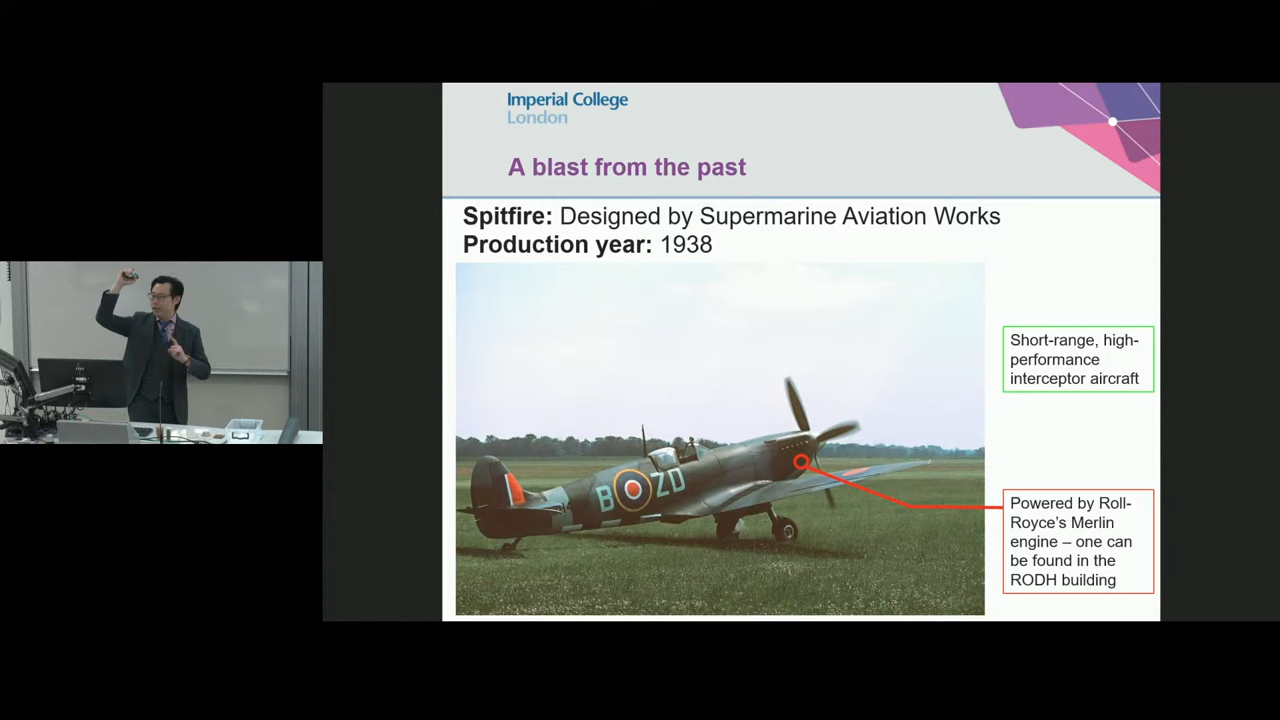 Imperial College
London
A blast from the past
Spitfire: Designed by Supermarine Aviation Works
Production year: 1938
Short-range, high-
performance
interceptor aircraft
B ZD
Powered by Roll-
Royce's Merlin
engine – one can
be found in the
RODH building